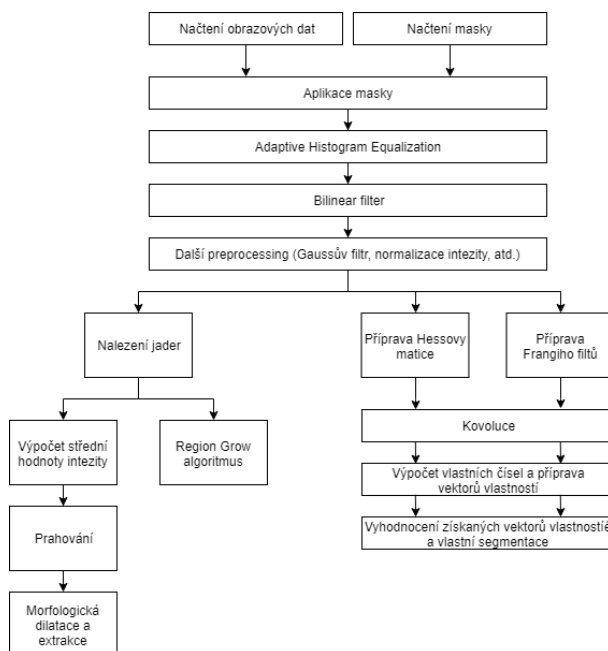 Načtení obrazových dat
Načtení masky
Aplikace masky
Adaptive Histogram Equalization
Bilinear filter
Další preprocessing (Gaussův filtr, normalizace intezity, atd.)
Nalezení jader
Příprava Hessovy
matice
Příprava
Frangiho filtů
Výpočet střední
hodnoty intezity
Region Grow
algoritmus
Kovoluce
Výpočet vlastních čísel a příprava
vektorů vlastností
Prahování
Vyhodnocení získaných vektorů vlastnostíé
a vlastní segmentace
Morfologická
dilatace a
extrakce